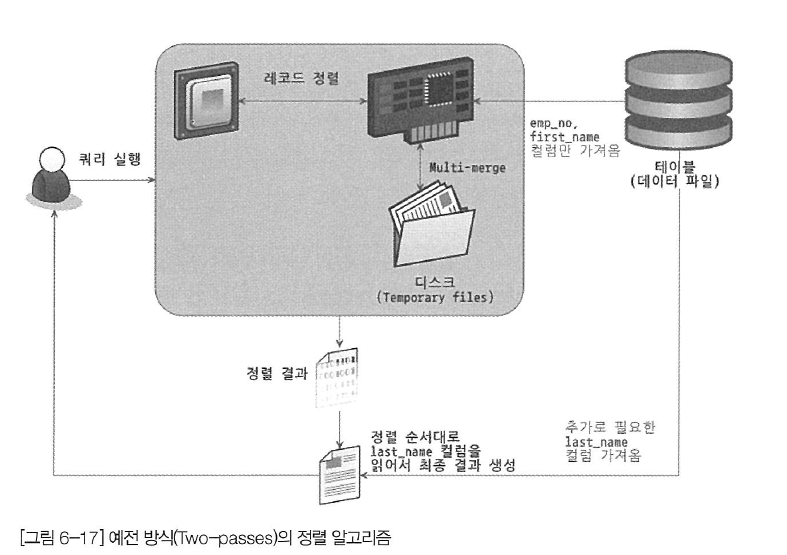 레코드 정렬
emp_no,
first_name
컬럼만 가져옴
쿼리 실행
Multi-merge
테이블
(데이터 파일)
디스크
(Temporary files)
정렬 결과
정렬 순서대로
last_name 컬럼을
읽어서 최종 결과 생성
추가로 필요한
last_name
컬럼 가져옴
[그림 6-17] 예전 방식(Two-passes)의 정렬 알고리즘